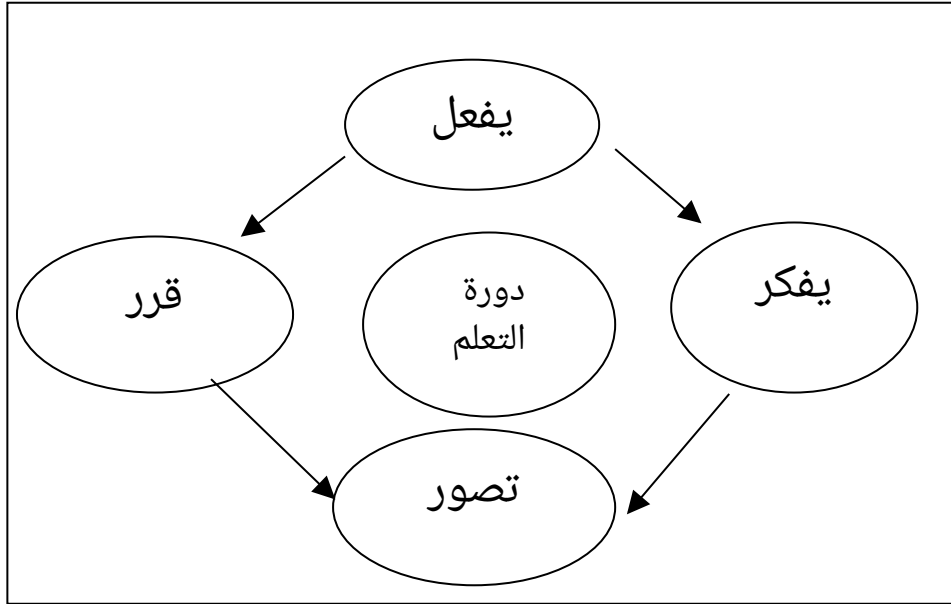 يفعل
يفكر
قرر
دورة
التعلم
تصور